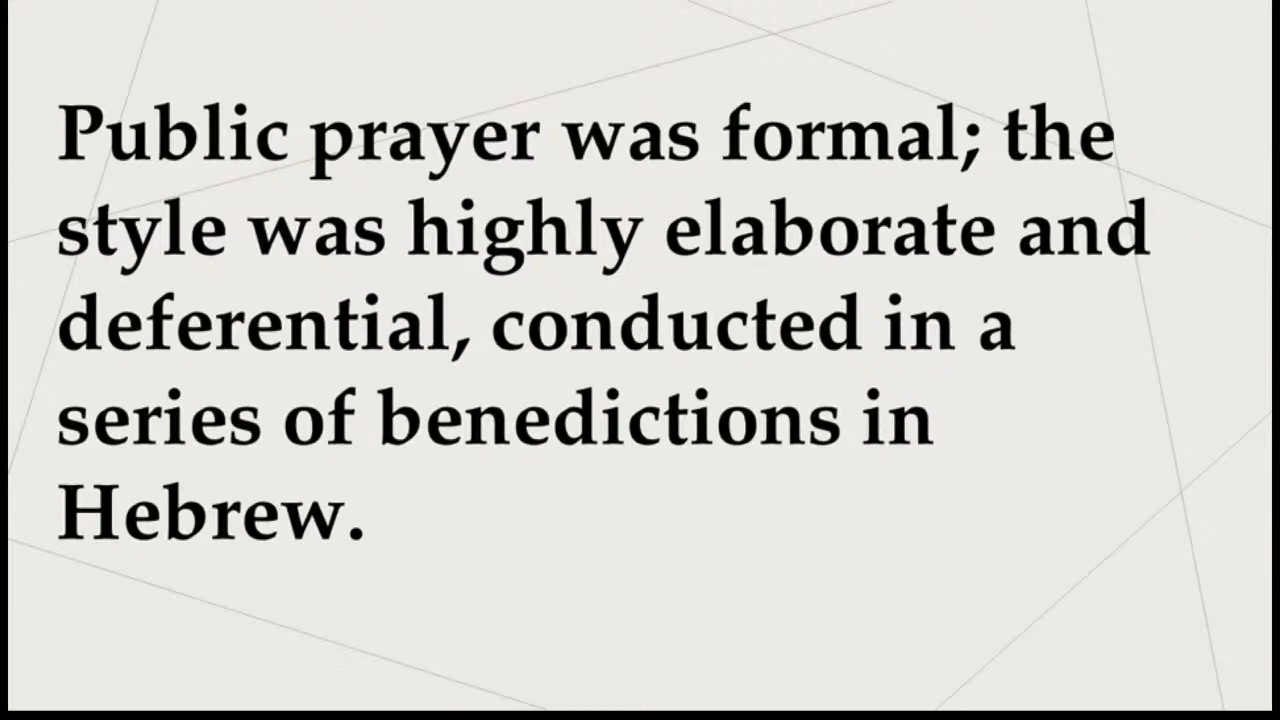 Public prayer was formal; the
style was highly elaborate and
deferential, conducted in a
series of benedictions in
Hebrew.